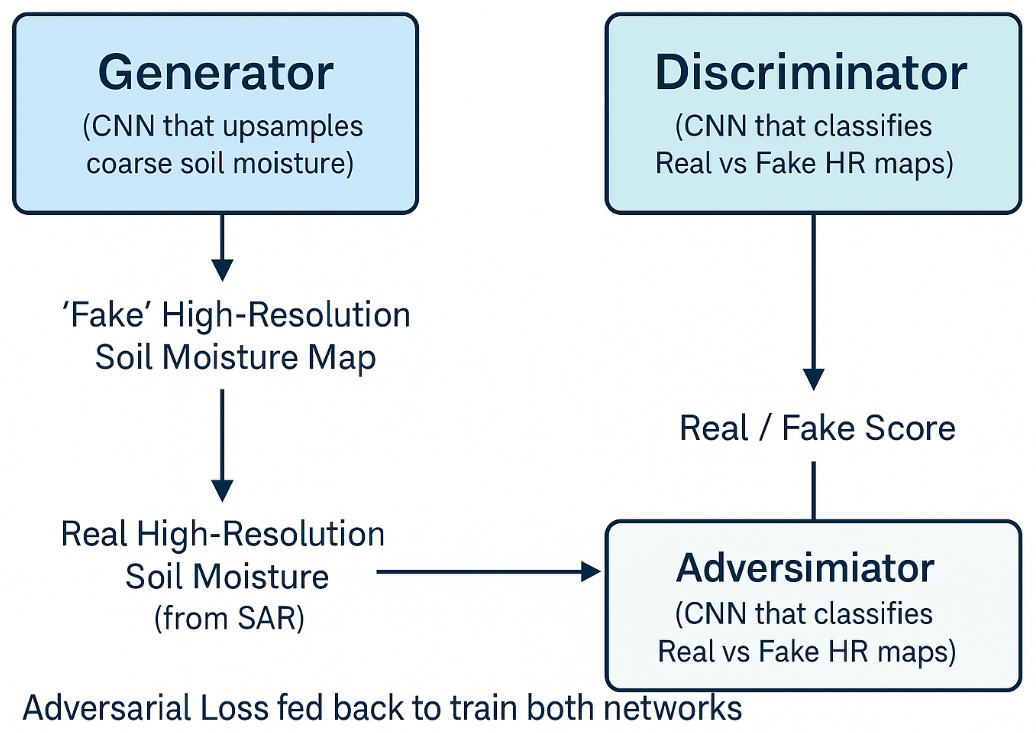 Generator
(CNN that upsamples
coarse soil moisture)
Discriminator
(CNN that classifies
Real vs Fake HR maps)
'Fake' High-Resolution
Soil Moisture Map
Real / Fake Score
Real High-Resolution
Soil Moisture
(from SAR)
Adversimiator
(CNN that classifies
Real vs Fake HR maps)
Adversarial Loss fed back to train both networks